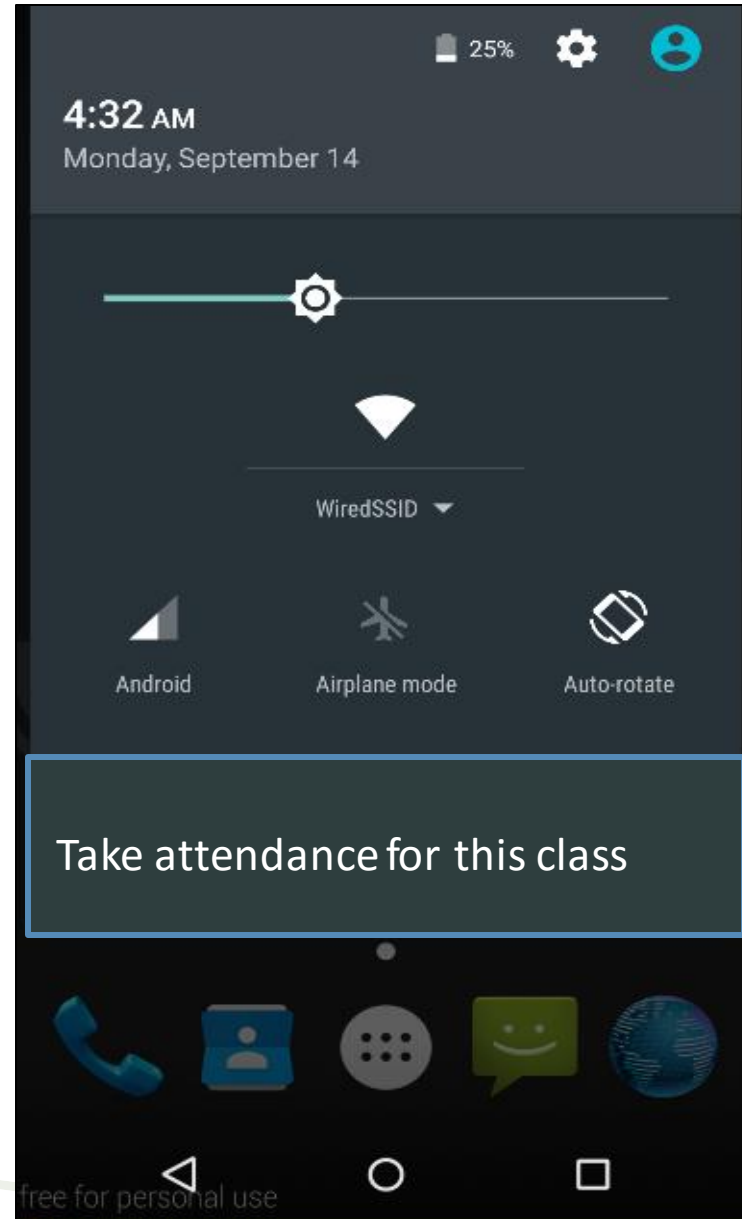 25%
4:32 AM
Monday, September 14
WiredSSID
Android Airplane mode Auto-rotate
Take attendance for this class
free for personal use